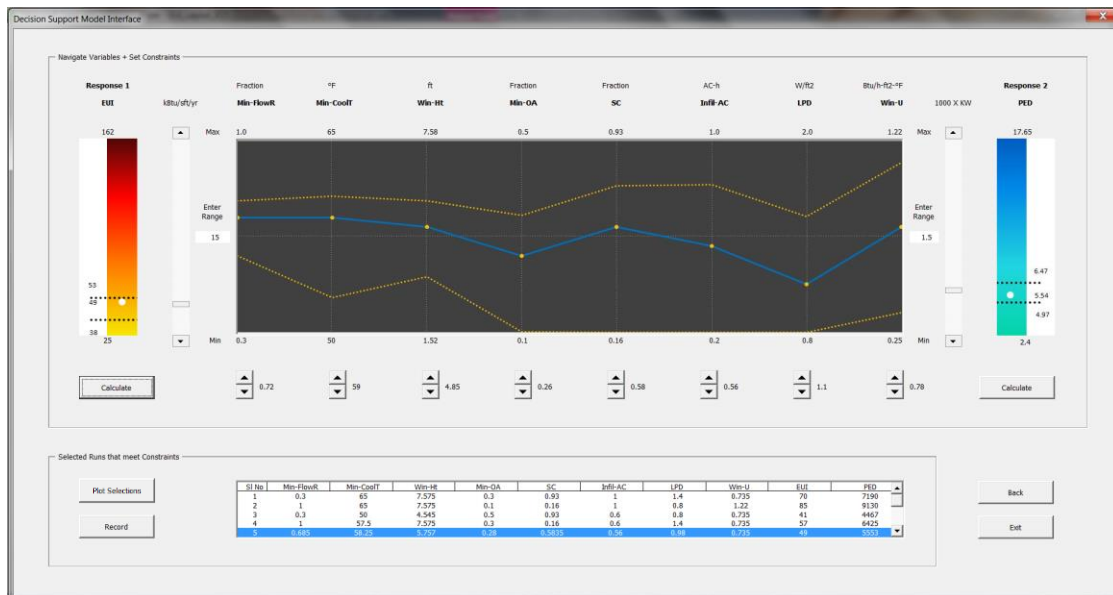 Decision Support Model Interface
Navigate Variables + Set Constraints
Response 1 Fraction °F ft Fraction Fraction AC-h W/ft2 Btu/h-ft2-°F Response 2
EUI kBtu/sft/yr Min-FlowR Min-CoolT Win-Ht Min-OA SC Infil-AC LPD Win-U 1000 X KW PED
162 Max 1.0 65 7.58 0.5 0.93 1.0 2.0 1.22 Max 17.65
Enter Range 15
Enter Range 1.5
53
49
38
6.47
5.54
4.97
25 Min 0.3 50 1.52 0.1 0.16 0.2 0.8 0.25 Min 2.4
Calculate 0.72 59 4.85 0.26 0.58 0.56 1.1 0.78 Calculate
Selected Runs that meet Constraints
Plot Selections
Record
Sl No Min-FlowR Min-CoolT Win-Ht Min-OA SC Infil-AC LPD Win-U EUI PED
1 0.3 65 7.575 0.3 0.93 1 1.4 0.735 70 7190
2 1 65 7.575 0.1 0.16 1 0.8 1.22 85 9130
3 0.3 50 4.545 0.5 0.93 0.6 0.8 0.735 41 4467
4 1 57.5 7.575 0.3 0.16 0.6 1.4 0.735 57 6425
5 0.685 58.25 5.757 0.28 0.5835 0.56 0.98 0.735 49 5553
Back
Exit